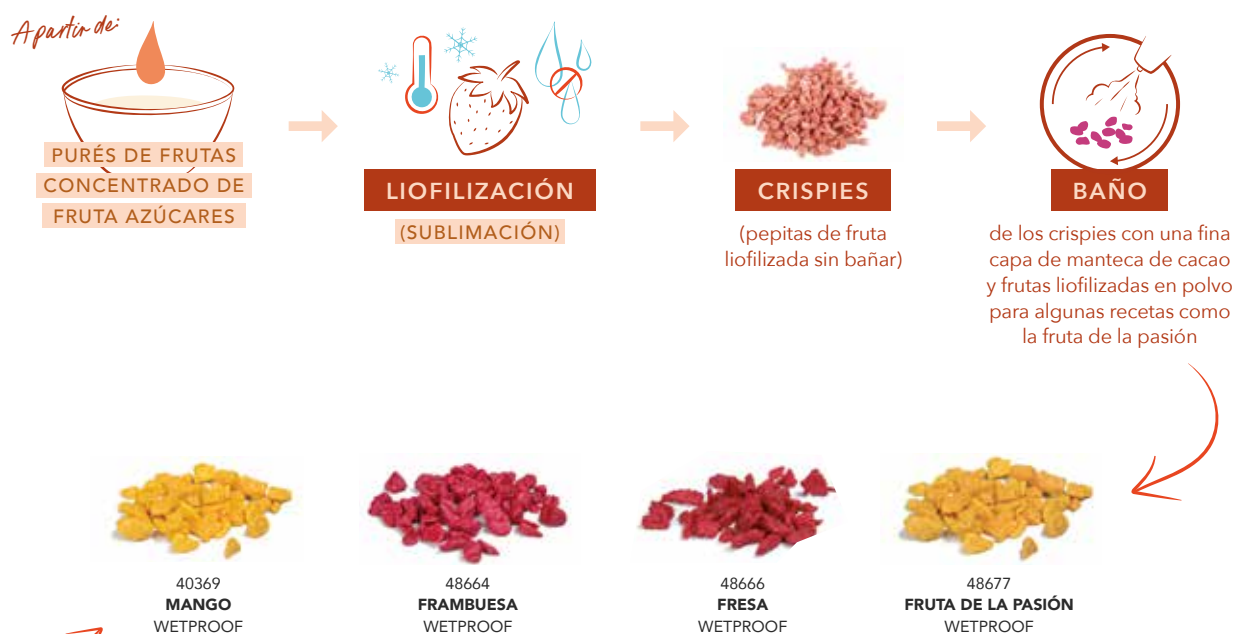 A partir de:
PURÉS DE FRUTAS
CONCENTRADO DE
FRUTA AZÚCARES
LIOFILIZACIÓN
(SUBLIMACIÓN)
CRISPIES
(pepitas de fruta
liofilizada sin bañar)
BAÑO
de los crispies con una fina
capa de manteca de cacao
y frutas liofilizadas en polvo
para algunas recetas como
la fruta de la pasión
40369
MANGO
WETPROOF
48664
FRAMBUESA
WETPROOF
48666
FRESA
WETPROOF
48677
FRUTA DE LA PASIÓN
WETPROOF